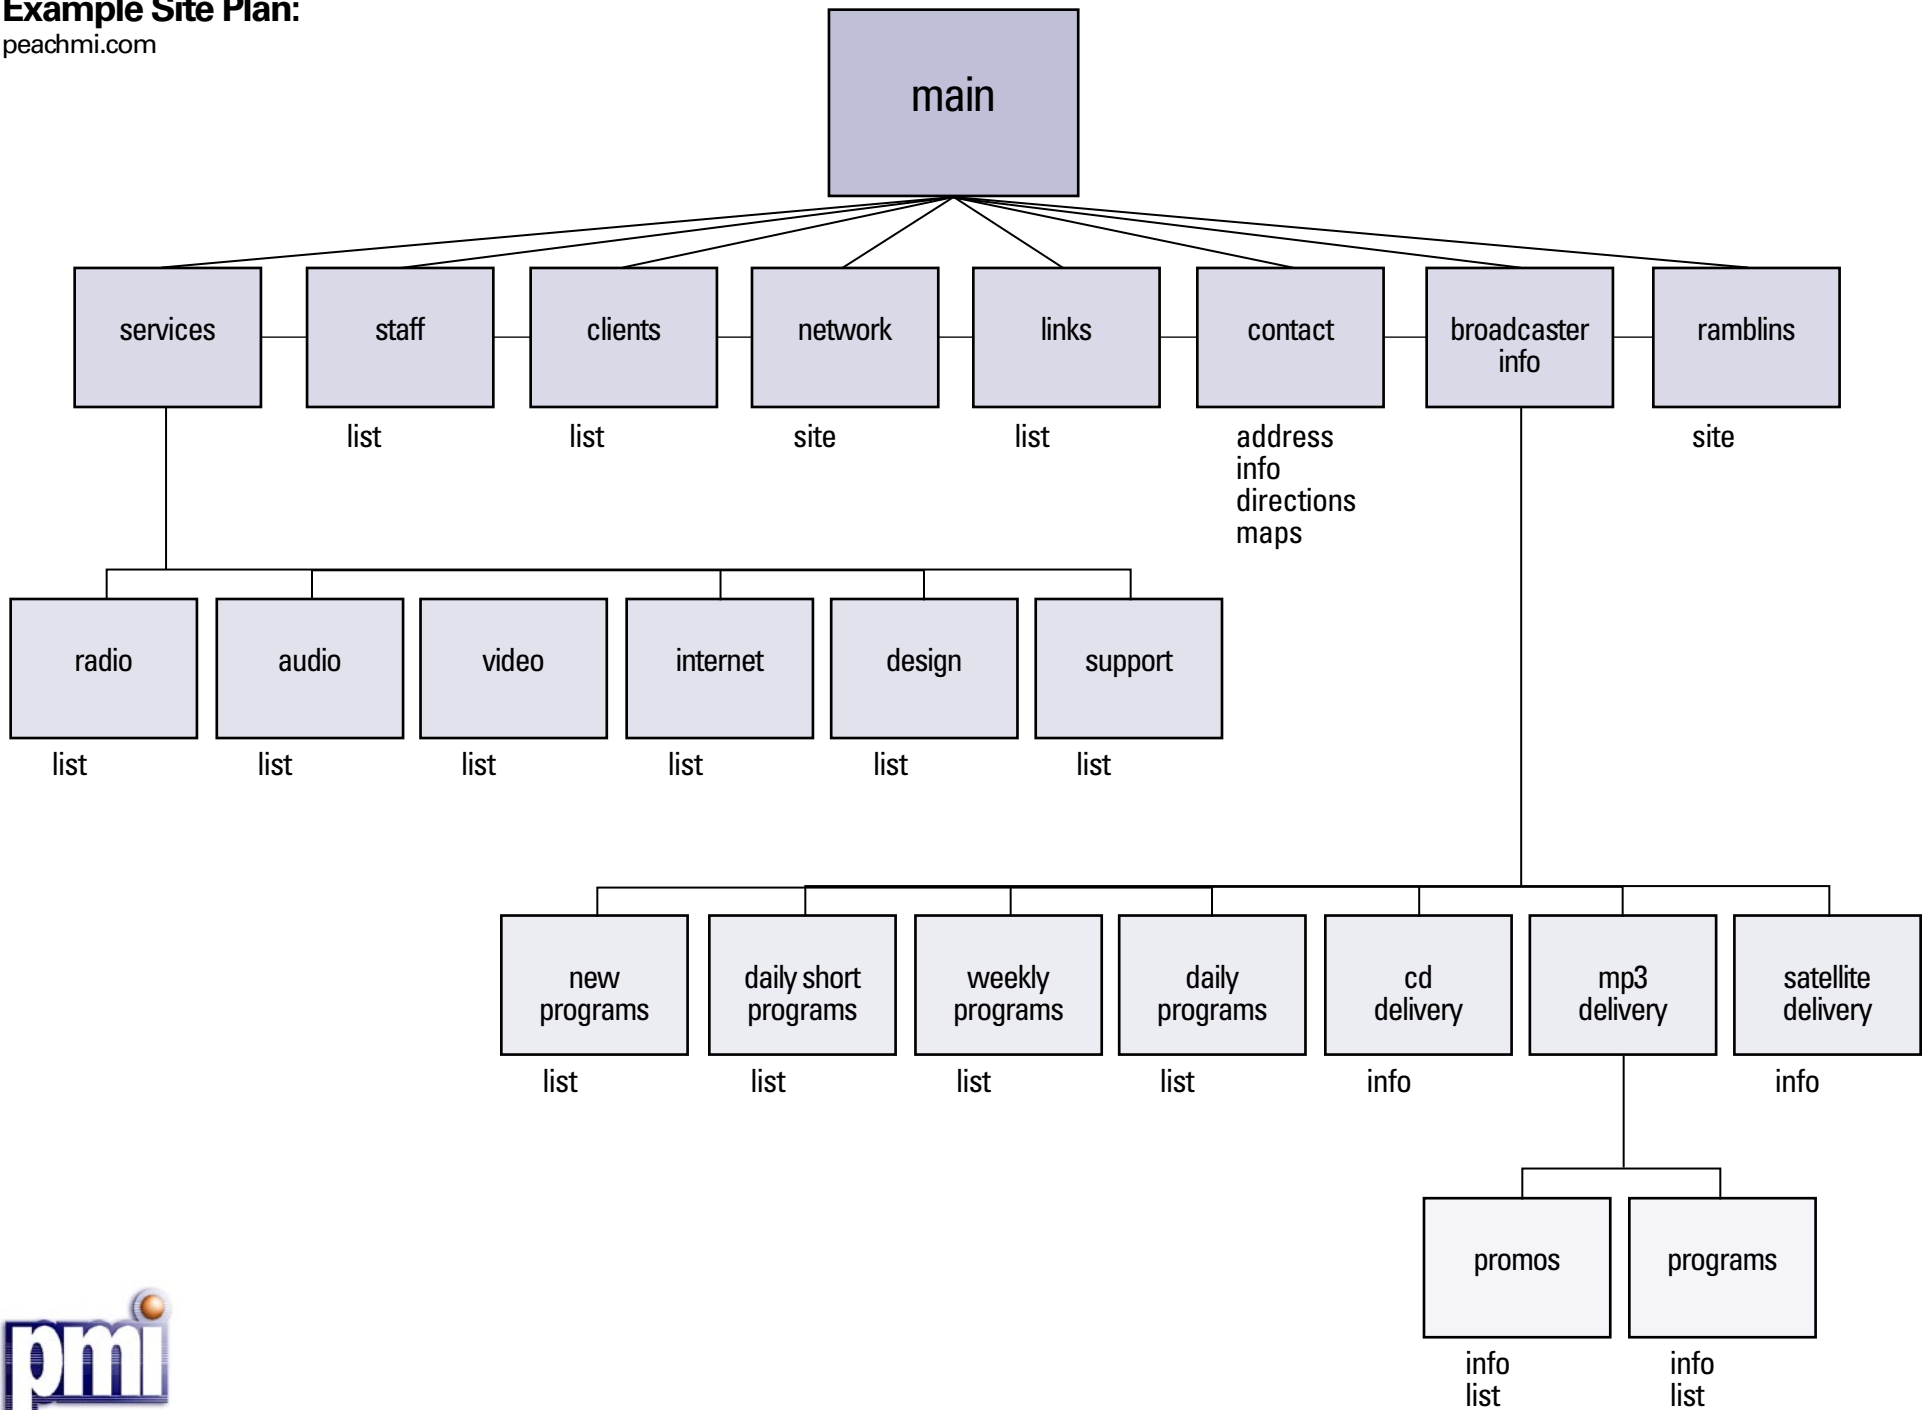 Example Site Plan:
peachmi.com
main
services
staff
clients
network
links
contact
broadcaster
info
ramblins
list
list
site
list
address
info
directions
maps
site
radio
audio
video
internet
design
support
list
list
list
list
list
list
new
programs
daily short
programs
weekly
programs
daily
programs
cd
delivery
mp3
delivery
satellite
delivery
list
list
list
list
info
info
promos
programs
info
list
info
list
pmi